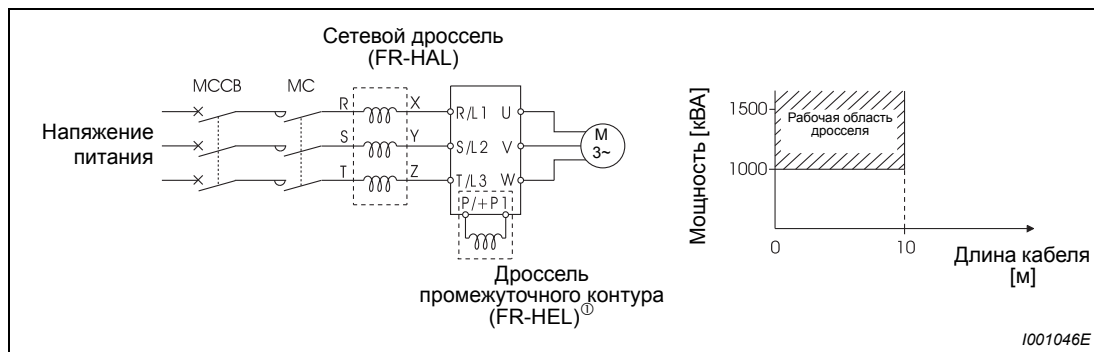 Сетевой дроссель
(FR-HAL)
MCCB MC
Напяжение
питания
R X R/L1 U
S Y S/L2 V
T Z T/L3 W
M
3~
P/+ P1
Дроссель
промежуточного контура
(FR-HEL)①
Мощность [кВА]
1500
1000
Рабочая область
дросселя
0 10
Длина кабеля
[м]
I001046E